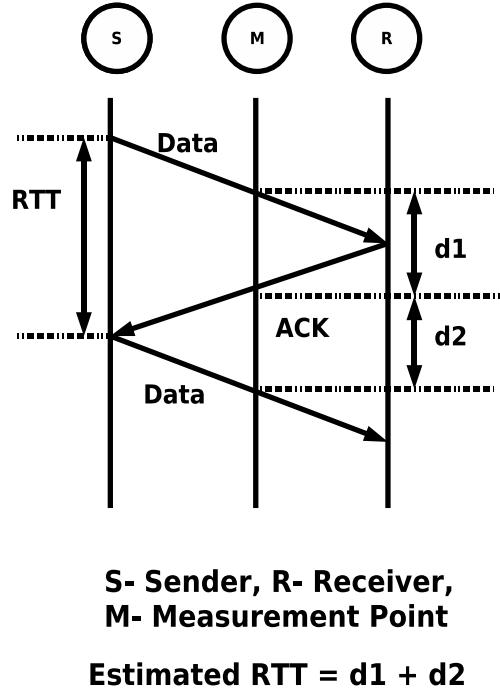 S M R
Data
RTT
d1
ACK
d2
Data
S- Sender, R- Receiver,
M- Measurement Point
Estimated RTT = d1 + d2